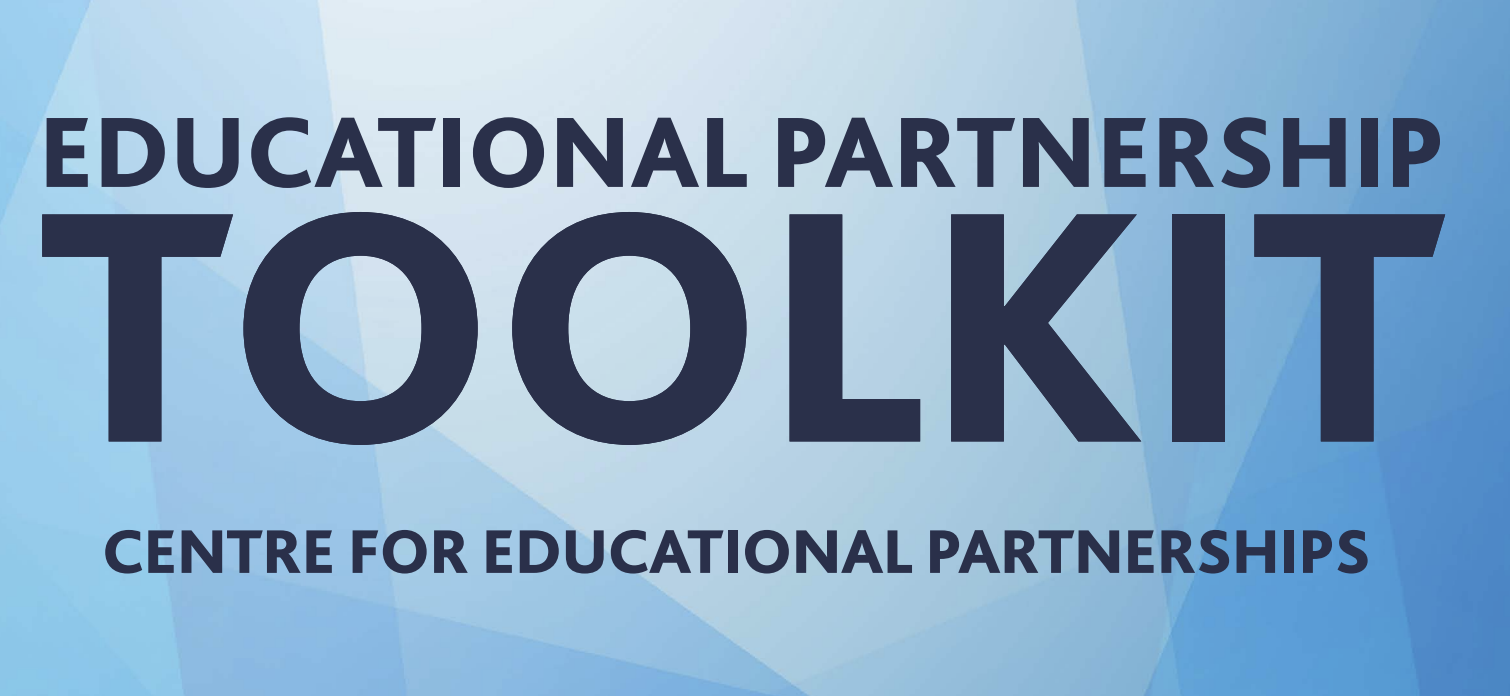 EDUCATIONAL PARTNERSHIP
TOOLKIT
CENTRE FOR EDUCATIONAL PARTNERSHIPS